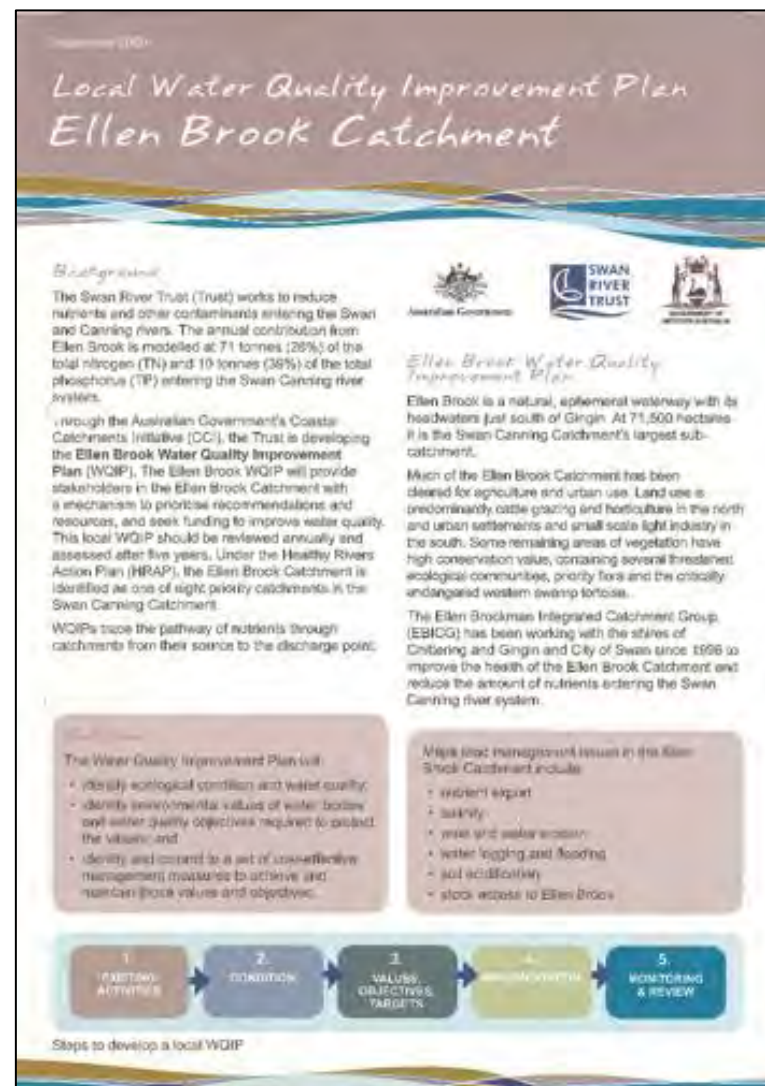 Local Water Quality Improvement Plan
Ellen Brook Catchment
Background
The Swan River Trust (Trust) works to reduce
nutrients and other contaminants entering the Swan
and Canning rivers. The annual contribution from
Ellen Brook is modelled at 71 tonnes (28%) of the
total nitrogen (TN) and 10 tonnes (39%) of the total
phosphorus (TP) entering the Swan Canning river
system.
Through the Australian Government's Coastal
Catchments Initiative (CCI), the Trust is developing
the Ellen Brook Water Quality Improvement
Plan (WQIP). The Ellen Brook WQIP will provide
stakeholders in the Ellen Brook Catchment with
a mechanism to prioritise recommendations and
resources, and seek funding to improve water quality.
This local WQIP should be reviewed annually and
assessed after five years. Under the Healthy Rivers
Action Plan (HRAP), the Ellen Brook Catchment is
identified as one of eight priority catchments in the
Swan Canning Catchment.
WQIPs trace the pathway of nutrients through
catchments from their source to the discharge point.
The Water Quality Improvement Plan will:
• identify ecological condition and water quality;
• identify environmental values of water bodies
and water quality objectives required to protect
the values; and
• identify and commit to a set of cost-effective
management measures to achieve and
maintain those values and objectives.
Australian Government
SWAN
RIVER
TRUST
GOVERNMENT OF
WESTERN AUSTRALIA
Ellen Brook Water Quality
Improvement Plan
Ellen Brook is a natural, ephemeral waterway with its
headwaters just south of Gingin. At 71,500 hectares
it is the Swan Canning Catchment's largest sub-
catchment.
Much of the Ellen Brook Catchment has been
cleared for agriculture and urban use. Land use is
predominantly cattle grazing and horticulture in the north
and urban settlements and small scale light industry in
the south. Some remaining areas of vegetation have
high conservation value, containing several threatened
ecological communities, priority flora and the critically
endangered western swamp tortoise.
The Ellen Brockman Integrated Catchment Group
(EBICG) has been working with the shires of
Chittering and Gingin and City of Swan since 1996 to
improve the health of the Ellen Brook Catchment and
reduce the amount of nutrients entering the Swan
Canning river system.
Major land management issues in the Ellen
Brook Catchment include:
• nutrient export
• salinity
• wind and water erosion
• water logging and flooding
• soil acidification
• stock access to Ellen Brook
1.
EXISTING
ACTIVITIES
2.
CONDITION
3.
VALUES,
OBJECTIVES,
TARGETS
4.
IMPLEMENTATION
5.
MONITORING
& REVIEW
Steps to develop a local WQIP